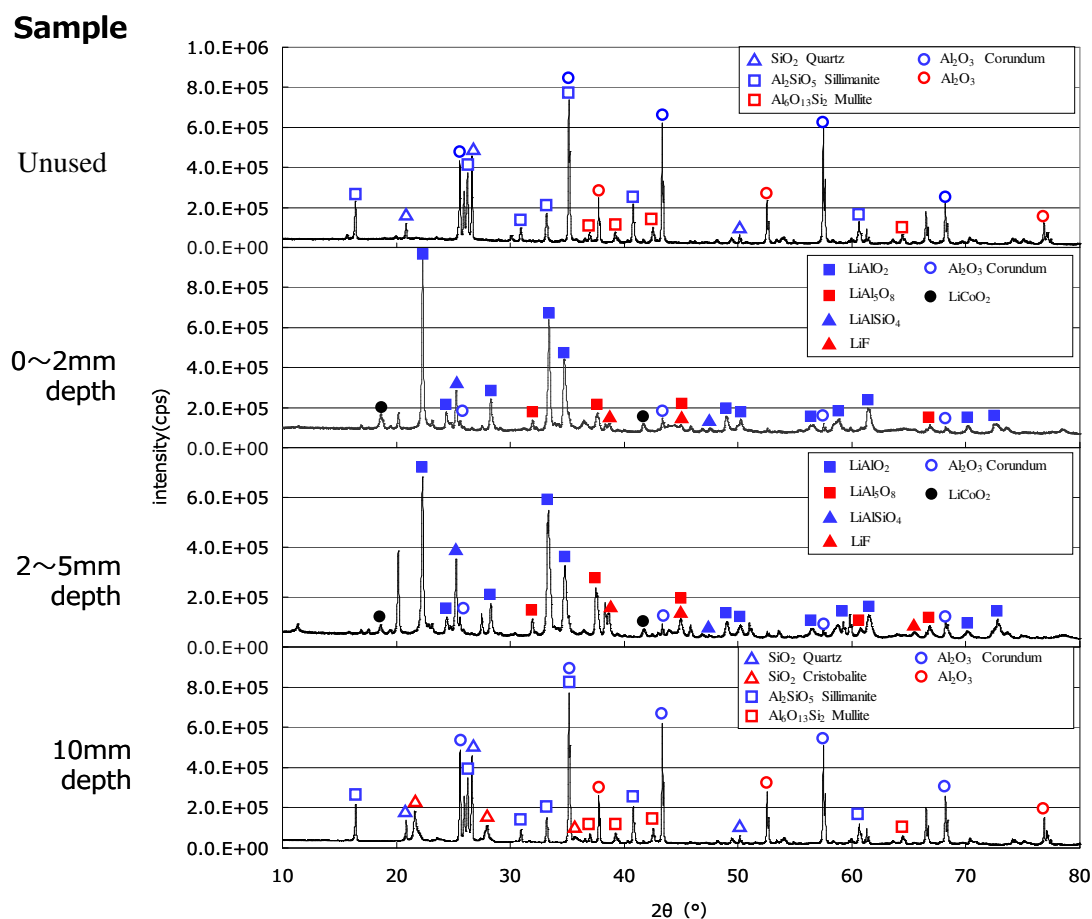 Sample
1.0.E+06
8.0.E+05
6.0.E+05
4.0.E+05
2.0.E+05
0.0.E+00
△ SiO₂ Quartz
○ Al₂O₃ Corundum
□ Al₂SiO₅ Sillimanite
○ Al₂O₃
□ Al₆O₁₃Si₂ Mullite
Unused
8.0.E+05
6.0.E+05
4.0.E+05
2.0.E+05
0.0.E+00
■ LiAlO₂
○ Al₂O₃ Corundum
■ LiAl₅O₈
● LiCoO₂
▲ LiAlSiO₄
▲ LiF
0～2mm
depth
intensity(cps)
6.0.E+05
4.0.E+05
2.0.E+05
0.0.E+00
■ LiAlO₂
○ Al₂O₃ Corundum
■ LiAl₅O₈
● LiCoO₂
▲ LiAlSiO₄
▲ LiF
2～5mm
depth
8.0.E+05
6.0.E+05
4.0.E+05
2.0.E+05
0.0.E+00
△ SiO₂ Quartz
○ Al₂O₃ Corundum
△ SiO₂ Cristobalite
○ Al₂O₃
□ Al₂SiO₅ Sillimanite
□ Al₆O₁₃Si₂ Mullite
10mm
depth
10 20 30 40 50 60 70 80
2θ (°)